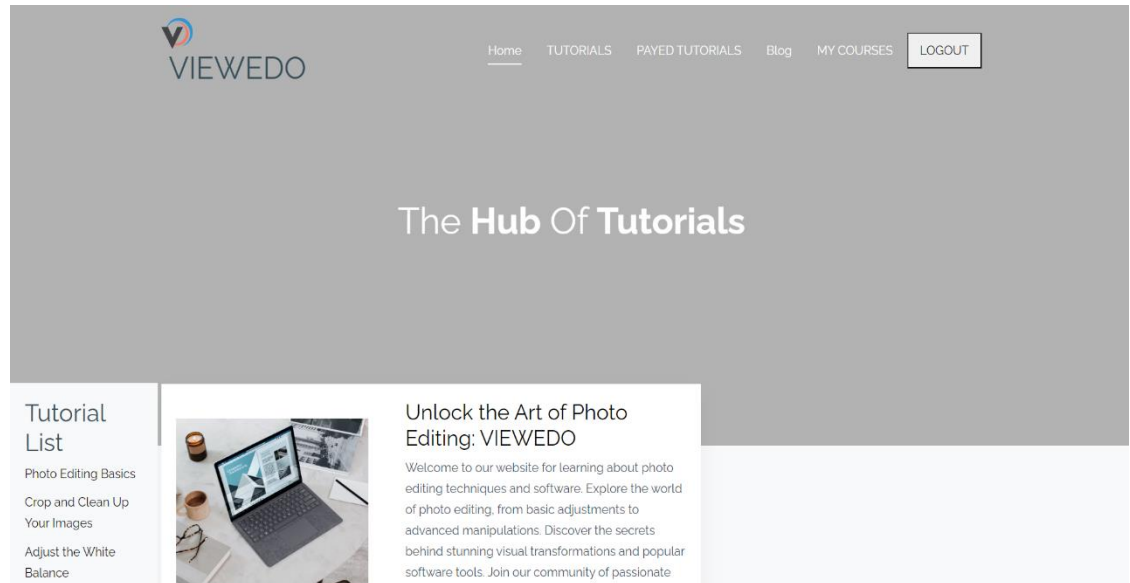 VIEWEDO
Home TUTORIALS PAYED TUTORIALS Blog MY COURSES LOGOUT
The Hub Of Tutorials
Tutorial
List
Photo Editing Basics
Crop and Clean Up
Your Images
Adjust the White
Balance
Unlock the Art of Photo
Editing: VIEWEDO
Welcome to our website for learning about photo
editing techniques and software. Explore the world
of photo editing, from basic adjustments to
advanced manipulations. Discover the secrets
behind stunning visual transformations and popular
software tools. Join our community of passionate